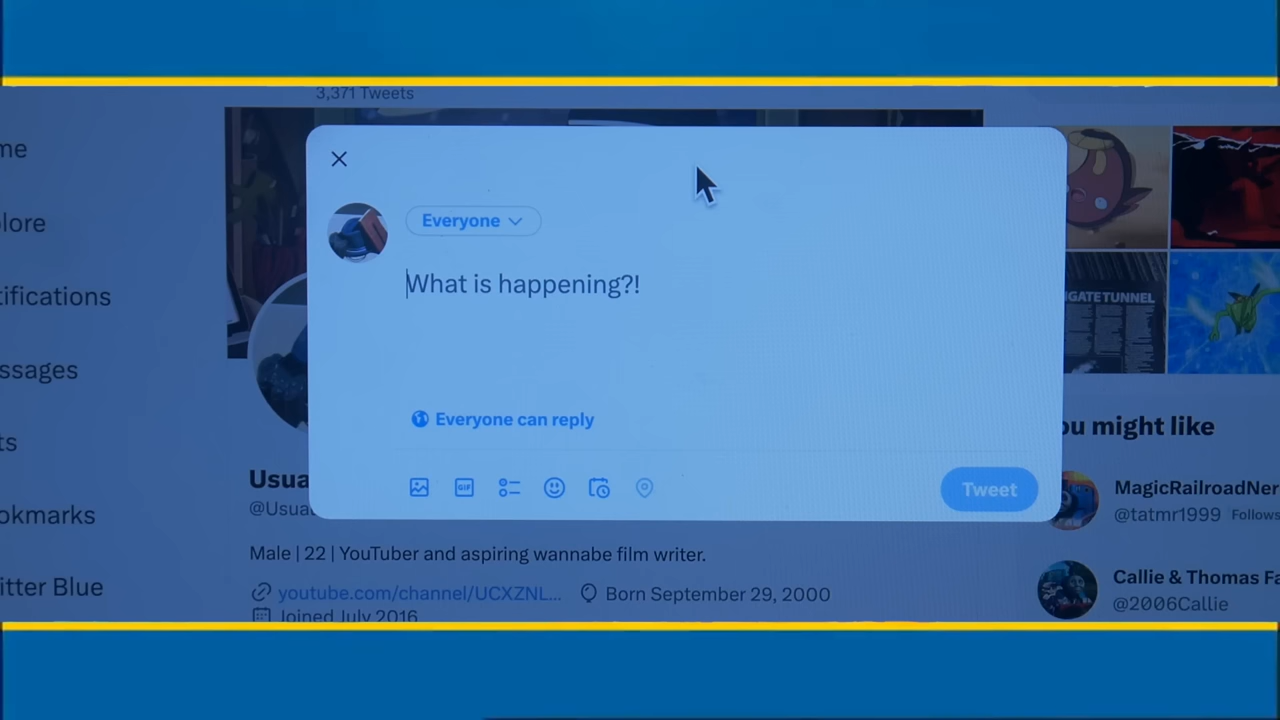 3,371 Tweets
me
Everyone
plore
What is happening?!
tifications
GATE TUNNEL
ssages
Everyone can reply
ou might like
ts
GIF
Tweet
Usua
MagicRailroadNer
@Usua
@tatmr1999 Follows
okmarks
Male | 22 | YouTuber and aspiring wannabe film writer.
Callie & Thomas Fa
itter Blue
youtube.com/channel/UCXZNL... Born September 29, 2000
@2006Callie
Joined July 2016